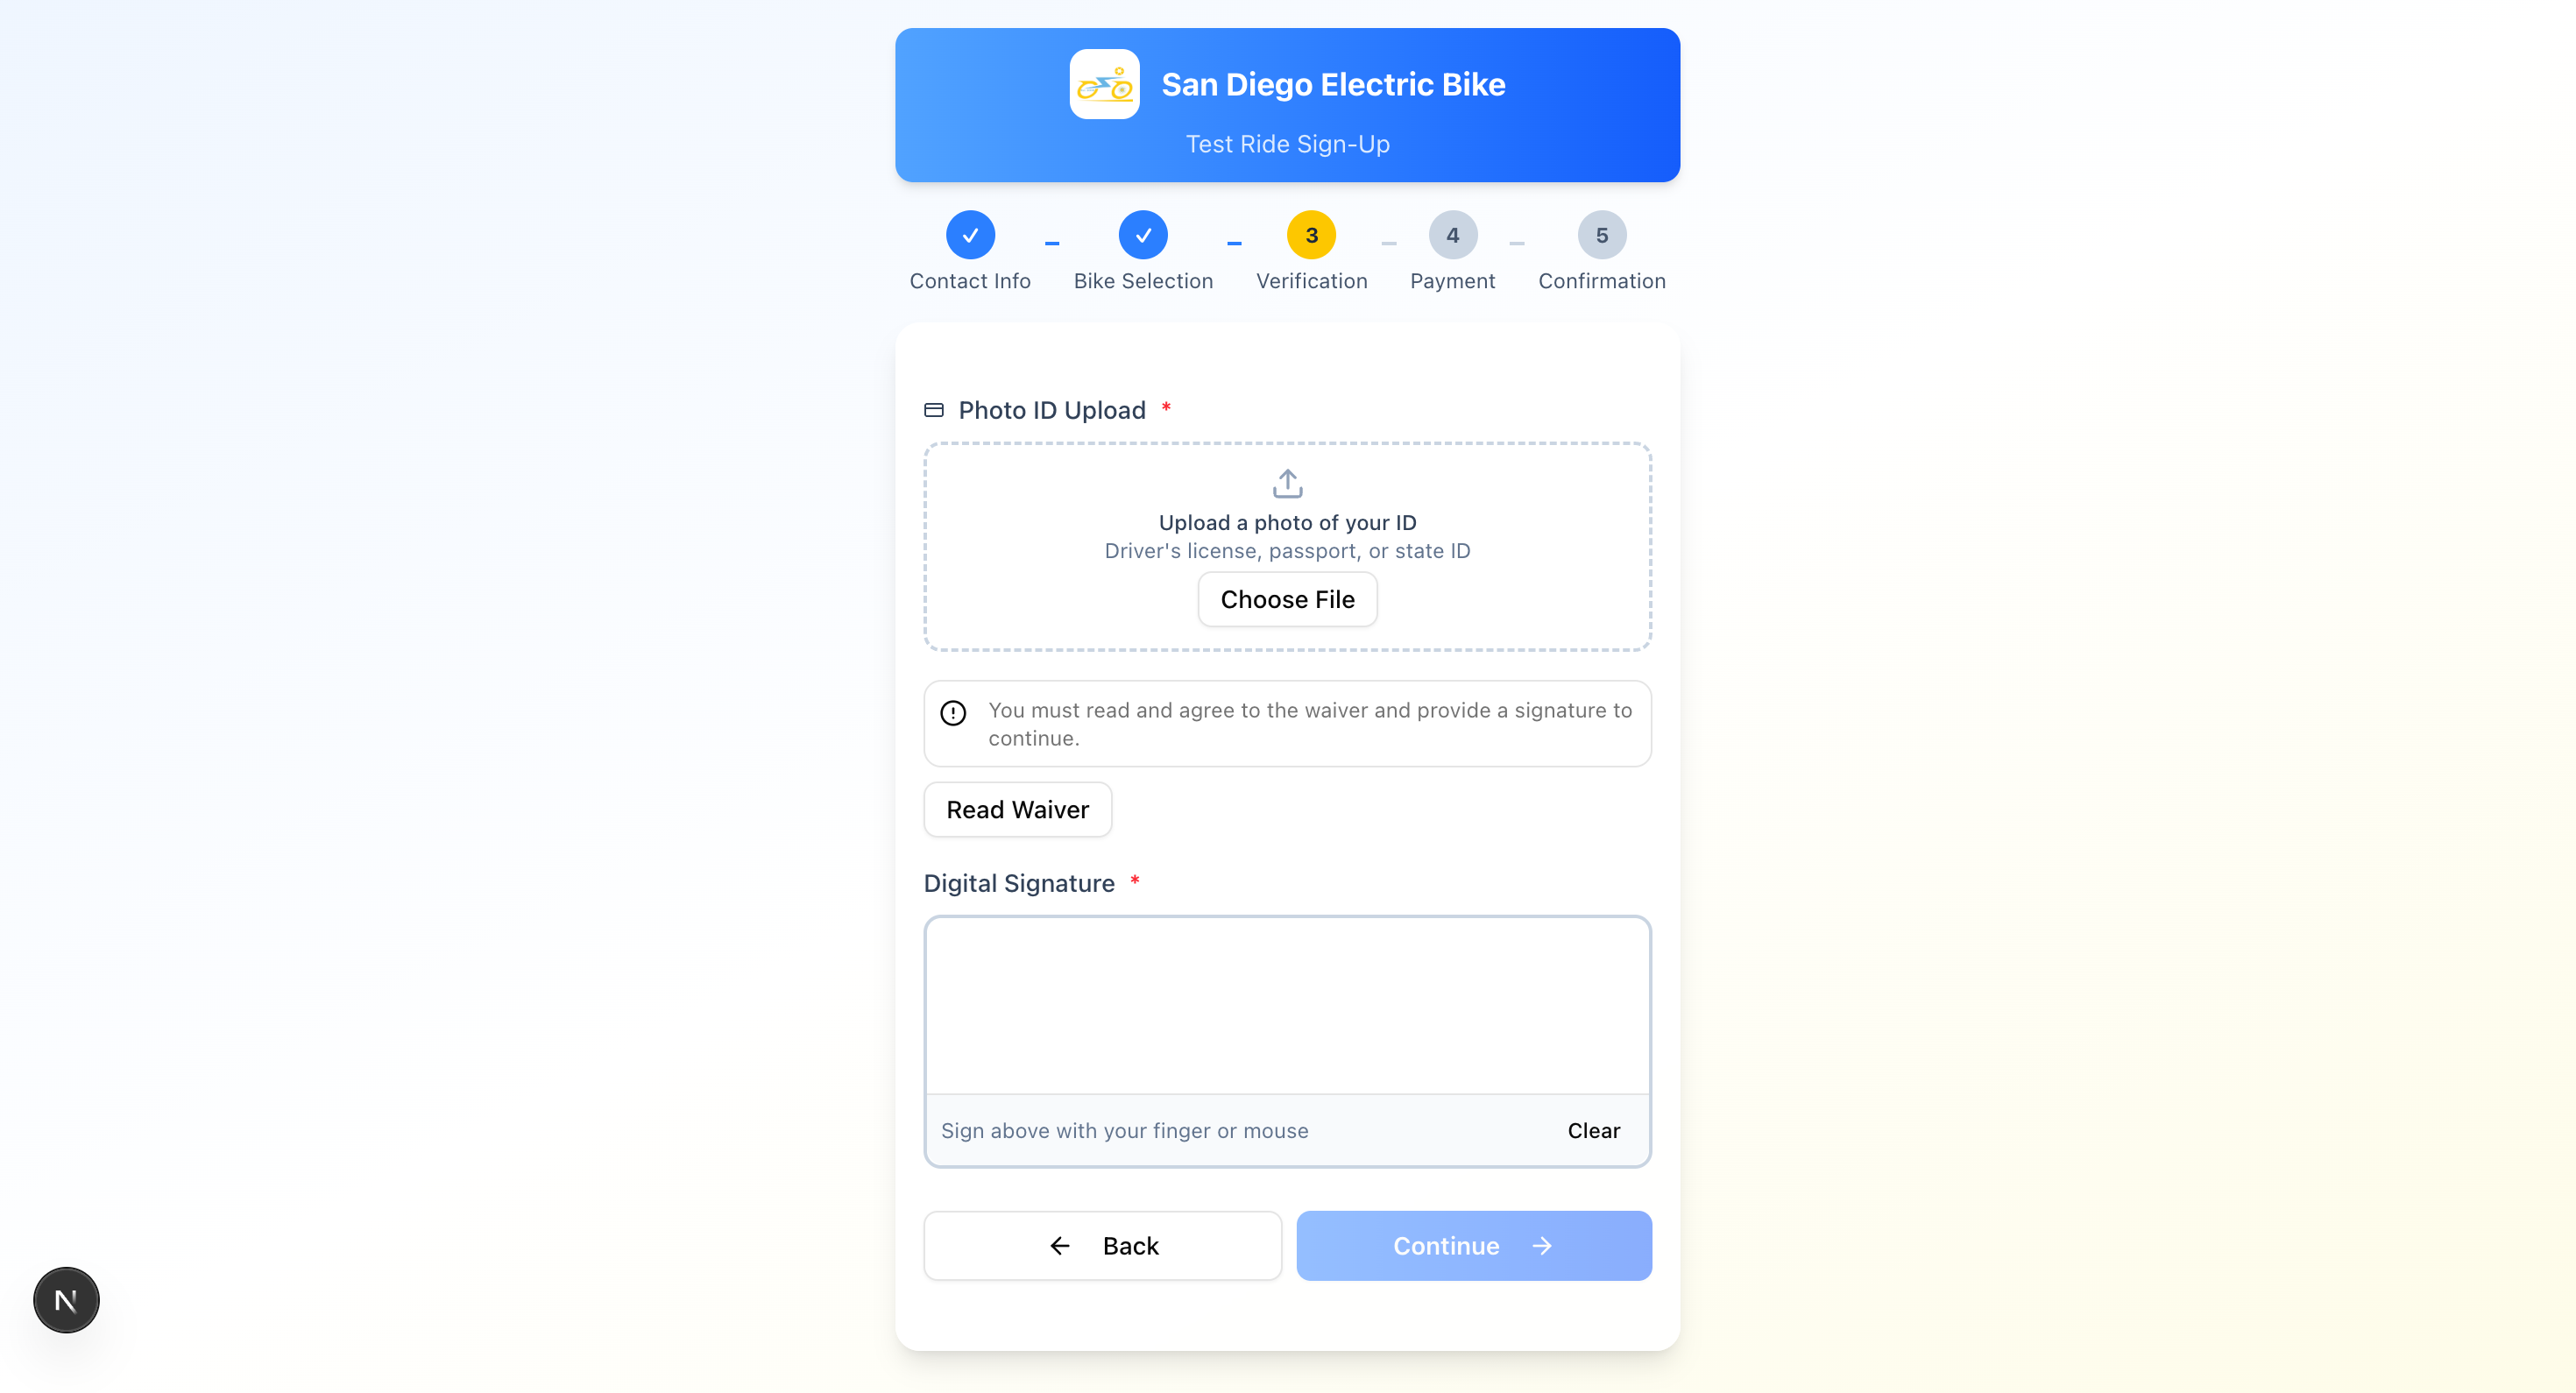 San Diego Electric Bike
Test Ride Sign-Up
3
4
5
Contact Info
Bike Selection
Verification
Payment
Confirmation
Photo ID Upload *
Upload a photo of your ID
Driver's license, passport, or state ID
Choose File
You must read and agree to the waiver and provide a signature to
continue.
Read Waiver
Digital Signature *
Sign above with your finger or mouse
Clear
Back
Continue
N